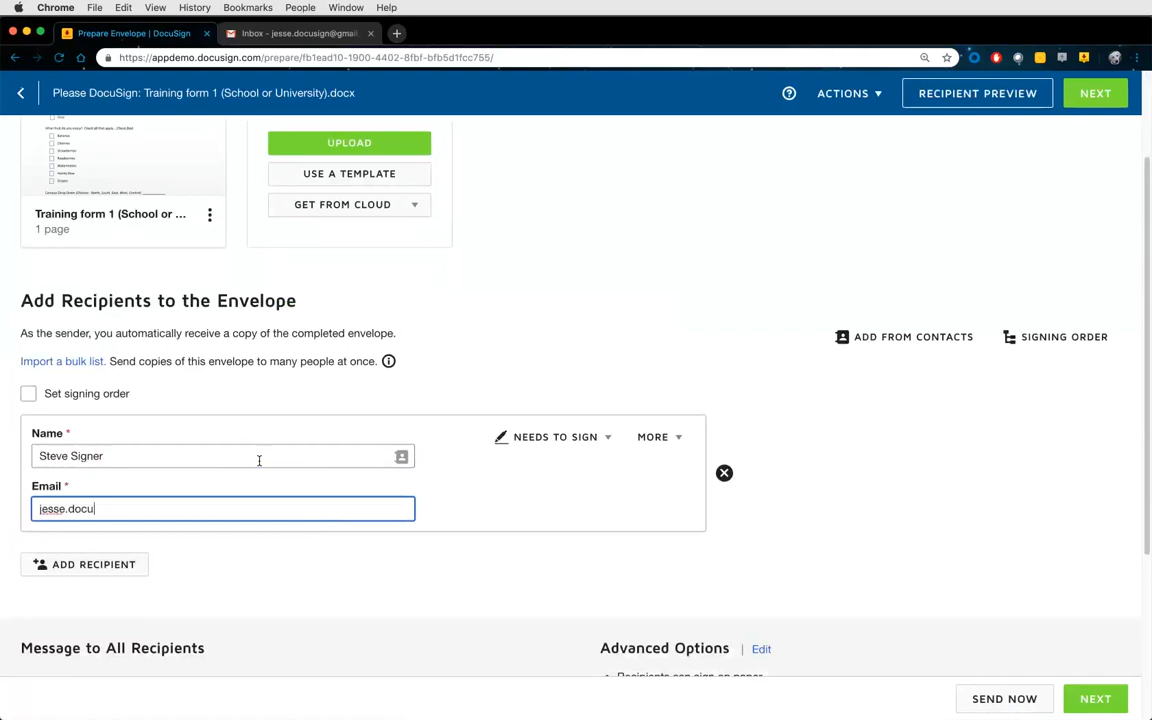 Chrome File Edit View History Bookmarks People Window Help
Prepare Envelope | DocuSign
Inbox - jesse.docusign@gmail
https://appdemo.docusign.com/prepare/fb1ead10-1900-4402-8fbf-bfb5d1fcc755/
Please DocuSign: Training form 1 (School or University).docx
ACTIONS
RECIPIENT PREVIEW
NEXT
UPLOAD
USE A TEMPLATE
GET FROM CLOUD
Training form 1 (School or ...
1 page
Add Recipients to the Envelope
As the sender, you automatically receive a copy of the completed envelope.
ADD FROM CONTACTS
SIGNING ORDER
Import a bulk list. Send copies of this envelope to many people at once.
Set signing order
Name *
NEEDS TO SIGN
MORE
Steve Signer
Email *
jesse.docu
ADD RECIPIENT
Message to All Recipients
Advanced Options | Edit
Recipients can sign on paper
SEND NOW
NEXT